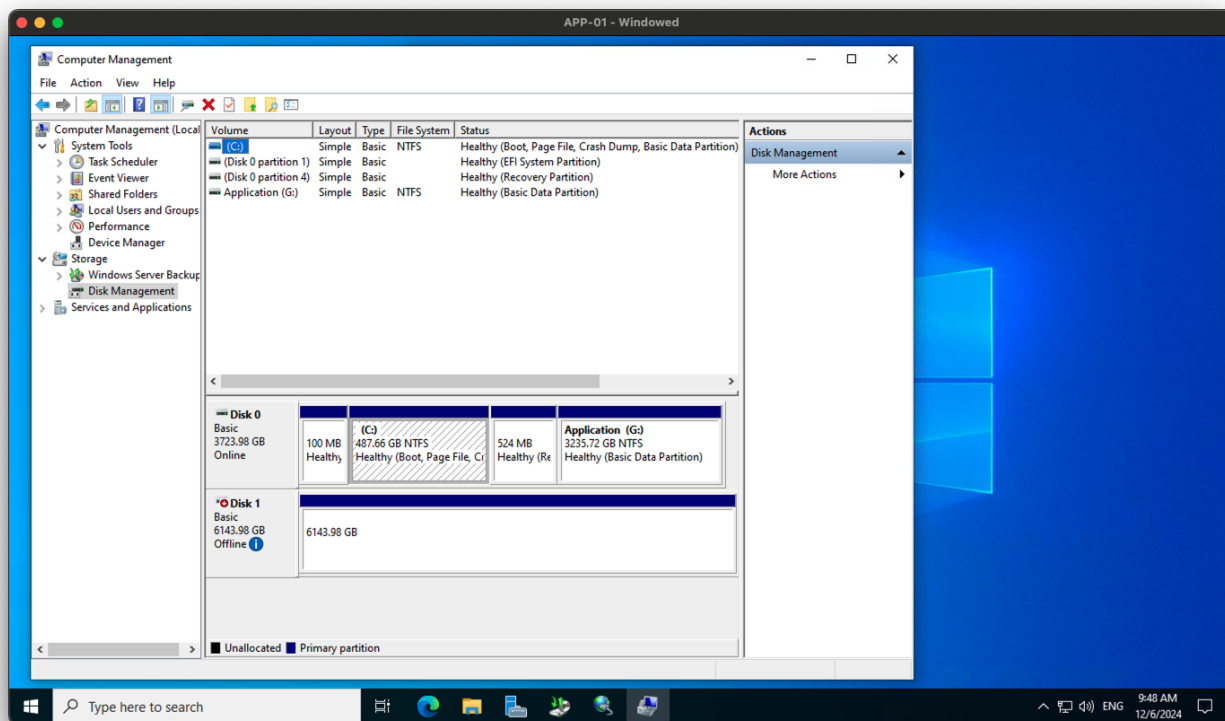 APP-01 - Windowed
Computer Management
File Action View Help
Computer Management (Local
System Tools
Task Scheduler
Event Viewer
Shared Folders
Local Users and Groups
Performance
Device Manager
Storage
Windows Server Backup
Disk Management
Services and Applications
Volume Layout Type File System Status
(C:) Simple Basic NTFS Healthy (Boot, Page File, Crash Dump, Basic Data Partition)
(Disk 0 partition 1) Simple Basic Healthy (EFI System Partition)
(Disk 0 partition 4) Simple Basic Healthy (Recovery Partition)
Application (G:) Simple Basic NTFS Healthy (Basic Data Partition)
Actions
Disk Management
More Actions
Disk 0
Basic
3723.98 GB
Online
100 MB
Healthy
(C:)
487.66 GB NTFS
Healthy (Boot, Page File, Cr
524 MB
Healthy (Re
Application (G:)
3235.72 GB NTFS
Healthy (Basic Data Partition)
Disk 1
Basic
6143.98 GB
Offline
6143.98 GB
Unallocated Primary partition
Type here to search
ENG
9:48 AM
12/6/2024